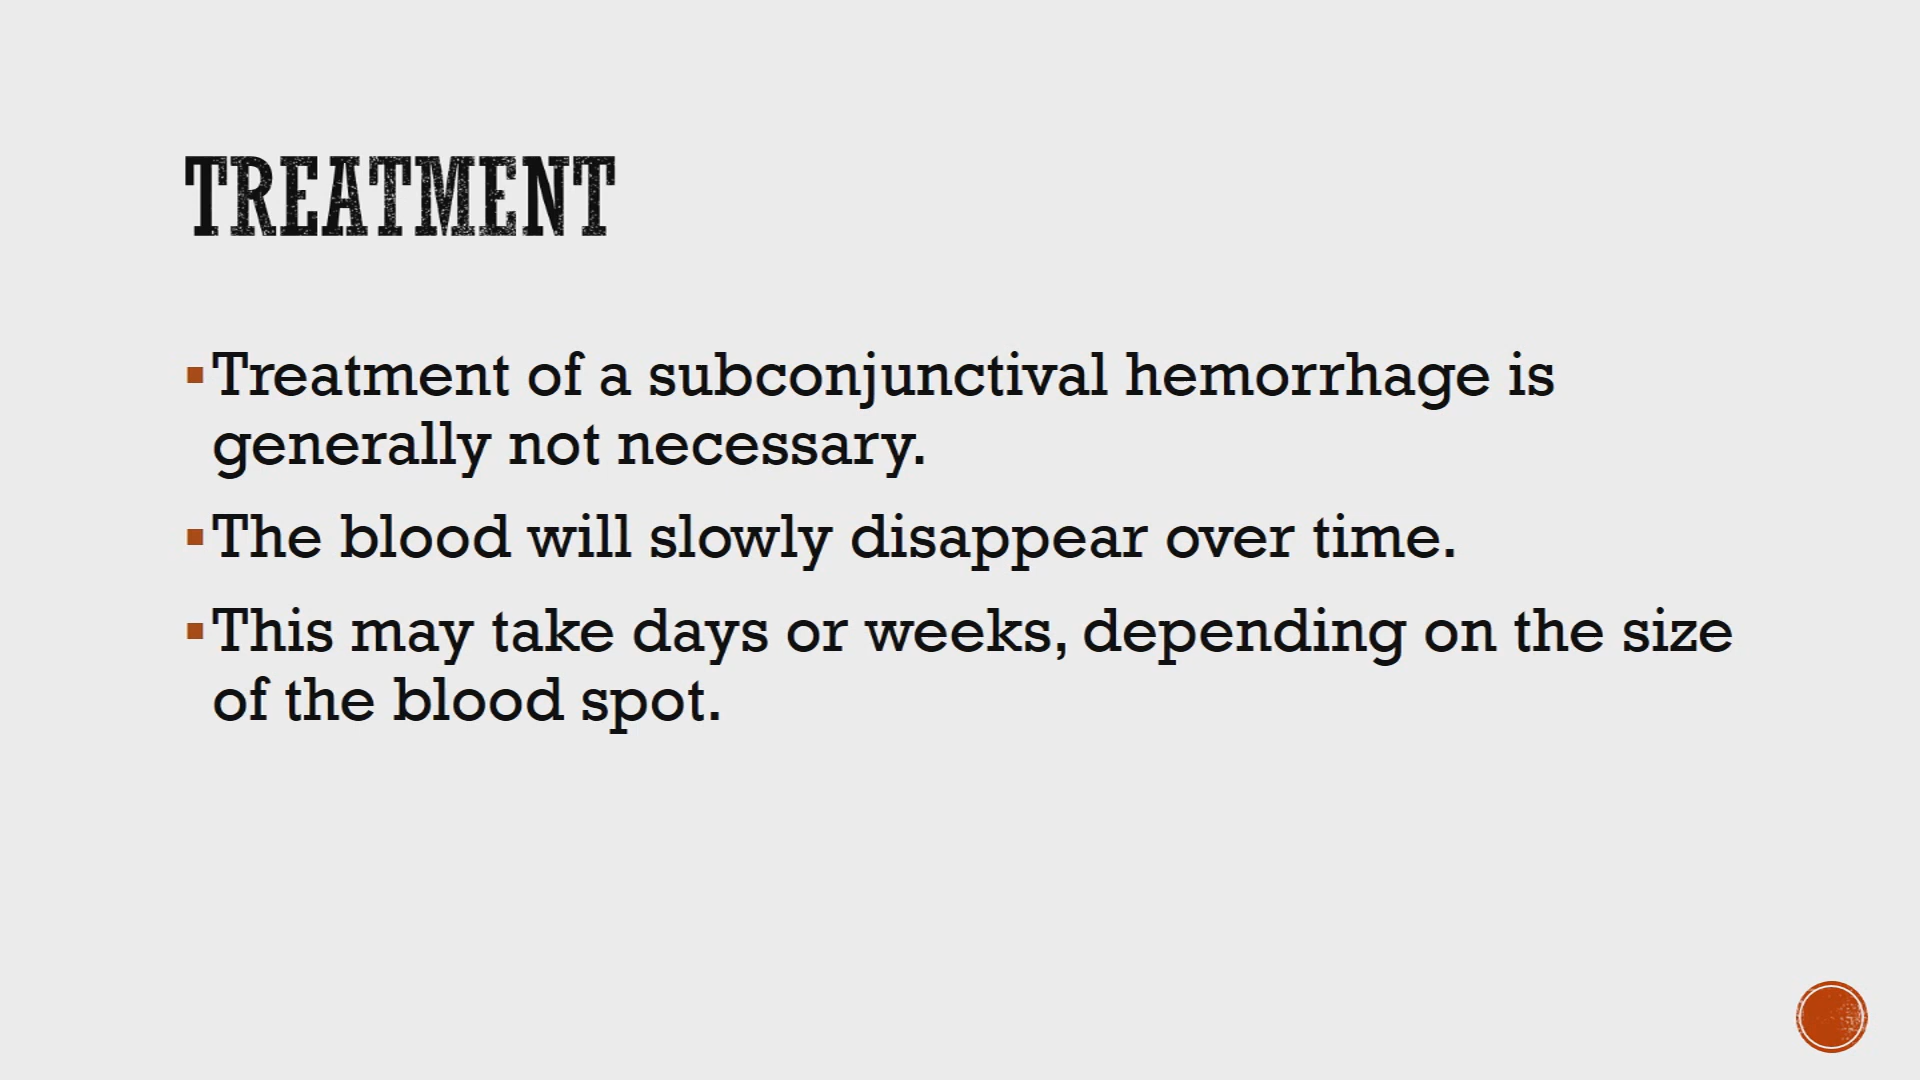 TREATMENT
▪Treatment of a subconjunctival hemorrhage is
generally not necessary.
▪The blood will slowly disappear over time.
▪This may take days or weeks, depending on the size
of the blood spot.